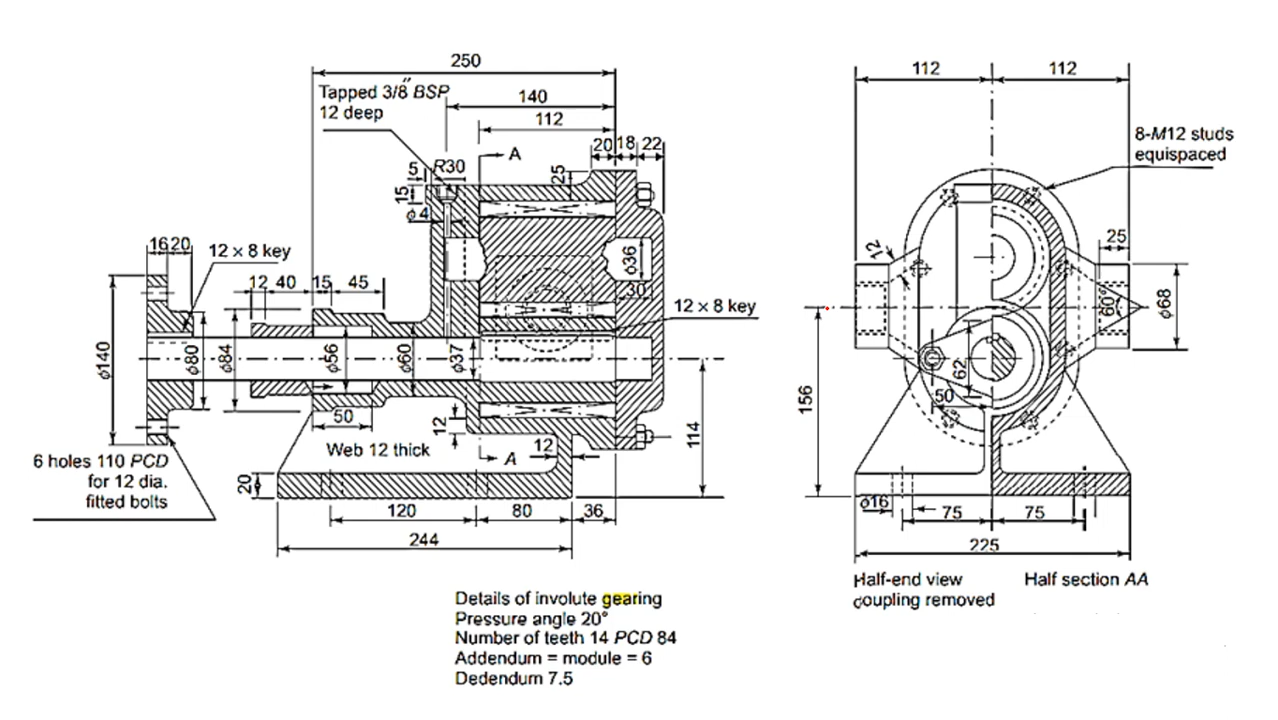 250
112
112
Tapped 3/8" BSP
12 deep
140
112
8-M12 studs
equispaced
20
18
22
A
5
R30
25
15
ϕ4
12
25
16
20
12 × 8 key
ϕ36
12
40
15
45
30
12 × 8 key
60°
ϕ68
ϕ140
ϕ80
ϕ84
ϕ56
ϕ60
ϕ37
62
156
50
50
12
114
Web 12 thick
12
A
6 holes 110 PCD
for 12 dia.
fitted bolts
20
ϕ16
120
80
36
75
75
244
225
Half-end view
coupling removed
Half section AA
Details of involute gearing
Pressure angle 20°
Number of teeth 14 PCD 84
Addendum = module = 6
Dedendum 7.5